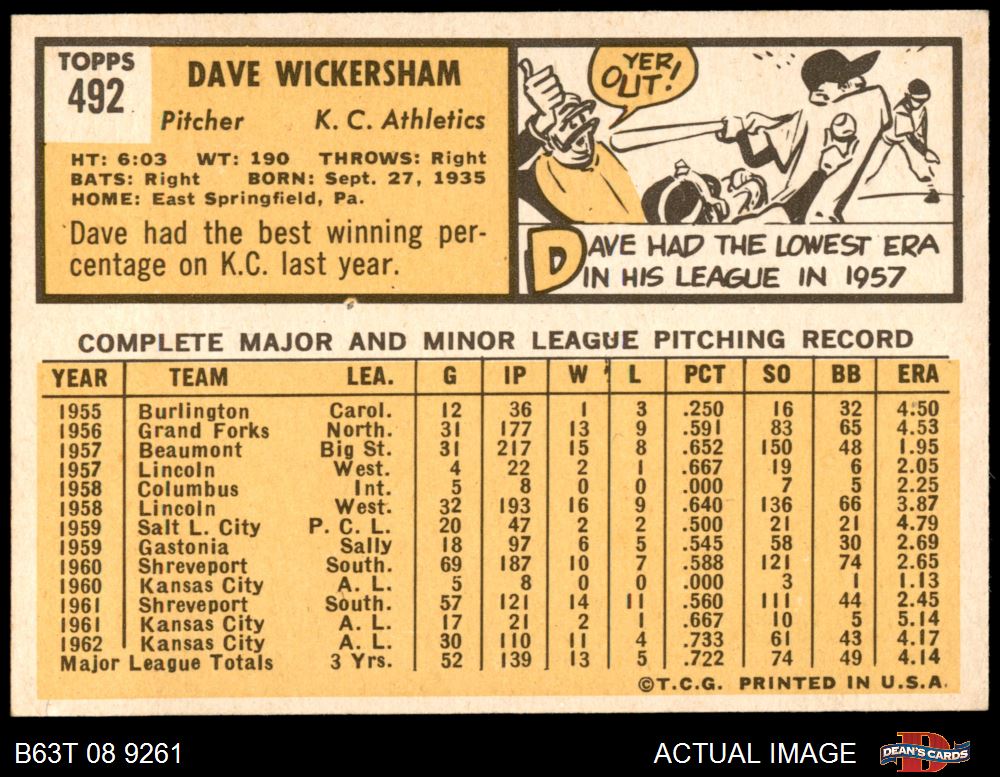 TOPPS
492
DAVE WICKERSHAM
Pitcher K. C. Athletics
HT: 6:03 WT: 190 THROWS: Right
BATS: Right BORN: Sept. 27, 1935
HOME: East Springfield, Pa.
Dave had the best winning per-
centage on K.C. last year.
YER
OUT!
DAVE HAD THE LOWEST ERA
IN HIS LEAGUE IN 1957
COMPLETE MAJOR AND MINOR LEAGUE PITCHING RECORD
YEAR TEAM LEA. G IP W L PCT SO BB ERA
1955 Burlington Carol. 12 36 1 3 .250 16 32 4.50
1956 Grand Forks North. 31 177 13 9 .591 83 65 4.53
1957 Beaumont Big St. 31 217 15 8 .652 150 48 1.95
1957 Lincoln West. 4 22 2 1 .667 19 6 2.05
1958 Columbus Int. 5 8 0 0 .000 7 5 2.25
1958 Lincoln West. 32 193 16 9 .640 136 66 3.87
1959 Salt L. City P. C. L. 20 47 2 2 .500 21 21 4.79
1959 Gastonia Sally 18 97 6 5 .545 58 30 2.69
1960 Shreveport South. 69 187 10 7 .588 121 74 2.65
1960 Kansas City A. L. 5 8 0 0 .000 3 1 1.13
1961 Shreveport South. 57 121 14 11 .560 111 44 2.45
1961 Kansas City A. L. 17 21 2 1 .667 10 5 5.14
1962 Kansas City A. L. 30 110 11 4 .733 61 43 4.17
Major League Totals 3 Yrs. 52 139 13 5 .722 74 49 4.14
©T.C.G. PRINTED IN U.S.A.
B63T 08 9261 ACTUAL IMAGE
DEAN'S CARDS